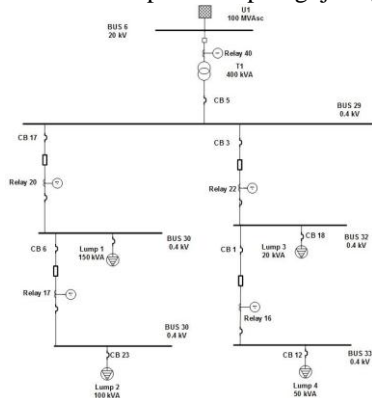 U1
100 MVAsc
BUS 6
20 kV
Relay 40
T1
400 kVA
CB 5
BUS 29
0.4 kV
CB 17
CB 3
Relay 20
Relay 22
BUS 30
0.4 kV
BUS 32
0.4 kV
CB 6
Lump 1
150 kVA
CB 1
CB 18
Lump 3
20 kVA
Relay 17
Relay 16
BUS 30
0.4 kV
BUS 33
0.4 kV
CB 23
CB 12
Lump 2
100 kVA
Lump 4
50 kVA